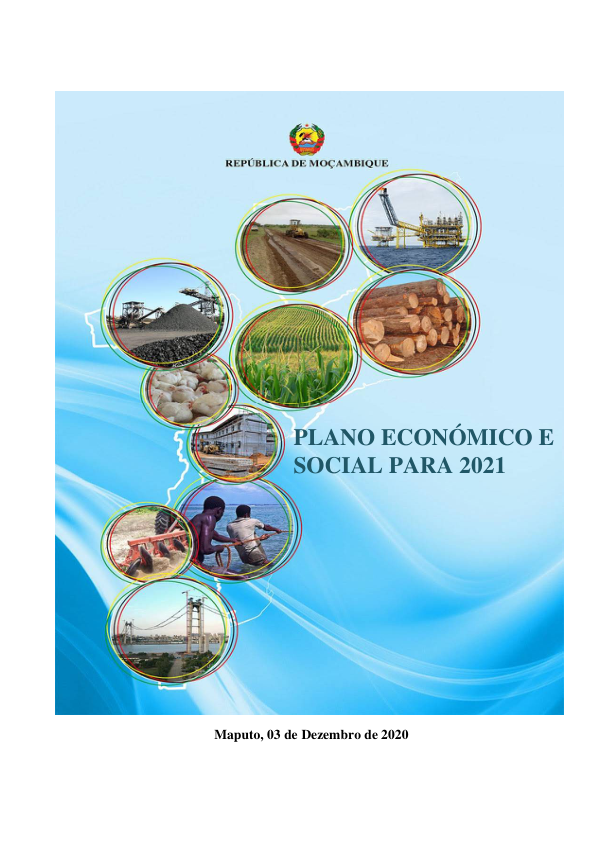 REPÚBLICA DE MOÇAMBIQUE
PLANO ECONÓMICO E
SOCIAL PARA 2021
Maputo, 03 de Dezembro de 2020